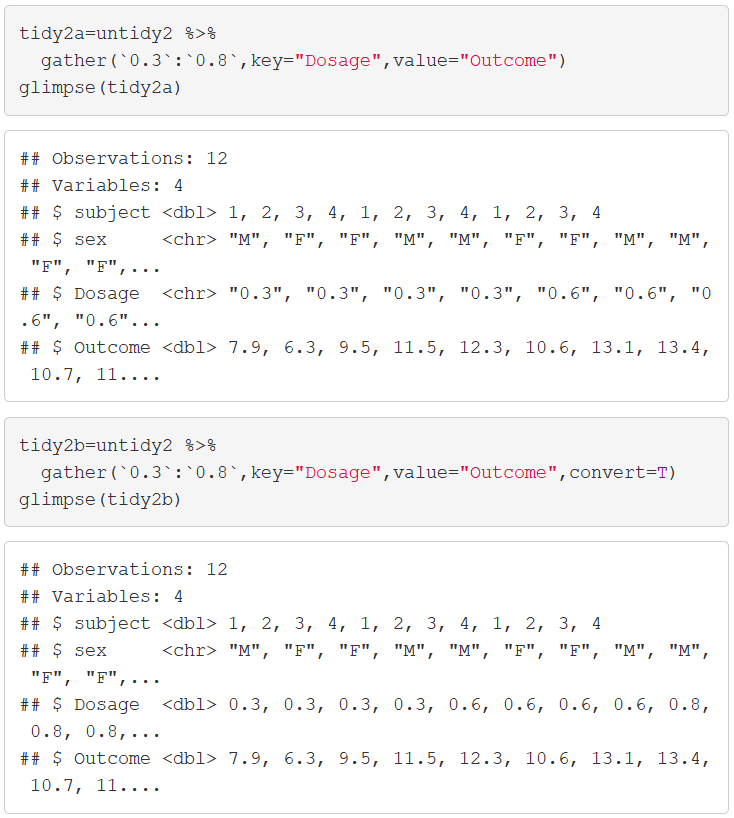 tidy2a=untidy2 %>%
  gather(`0.3`:`0.8`,key="Dosage",value="Outcome")
glimpse(tidy2a)
## Observations: 12
## Variables: 4
## $ subject <dbl> 1, 2, 3, 4, 1, 2, 3, 4, 1, 2, 3, 4
## $ sex     <chr> "M", "F", "F", "M", "M", "F", "F", "M", "M",
 "F", "F",...
## $ Dosage  <chr> "0.3", "0.3", "0.3", "0.3", "0.6", "0.6", "0
.6", "0.6"...
## $ Outcome <dbl> 7.9, 6.3, 9.5, 11.5, 12.3, 10.6, 13.1, 13.4,
 10.7, 11....
tidy2b=untidy2 %>%
  gather(`0.3`:`0.8`,key="Dosage",value="Outcome",convert=T)
glimpse(tidy2b)
## Observations: 12
## Variables: 4
## $ subject <dbl> 1, 2, 3, 4, 1, 2, 3, 4, 1, 2, 3, 4
## $ sex     <chr> "M", "F", "F", "M", "M", "F", "F", "M", "M",
 "F", "F",...
## $ Dosage  <dbl> 0.3, 0.3, 0.3, 0.3, 0.6, 0.6, 0.6, 0.6, 0.8,
 0.8, 0.8,...
## $ Outcome <dbl> 7.9, 6.3, 9.5, 11.5, 12.3, 10.6, 13.1, 13.4,
 10.7, 11....